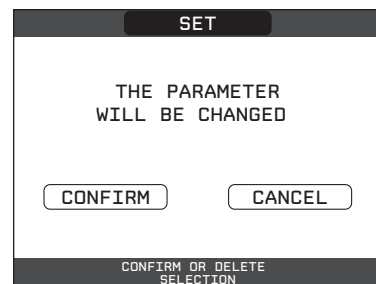 SET
THE PARAMETER
WILL BE CHANGED
CONFIRM
CANCEL
CONFIRM OR DELETE
SELECTION